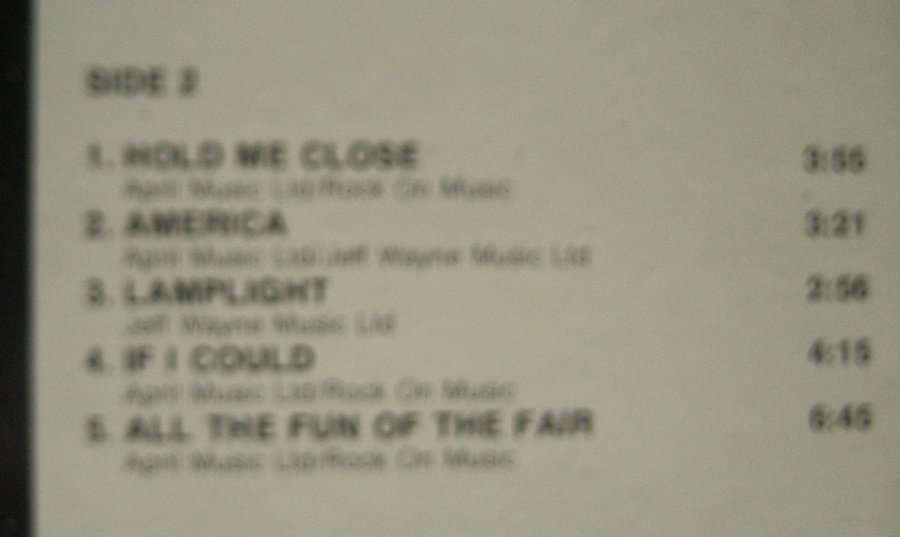 SIDE 2
1. HOLD ME CLOSE 3:55
April Music Ltd/Rock On Music
2. AMERICA 3:21
April Music Ltd/Jeff Wayne Music Ltd
3. LAMPLIGHT 2:56
Jeff Wayne Music Ltd
4. IF I COULD 4:15
April Music Ltd/Rock On Music
5. ALL THE FUN OF THE FAIR 6:45
April Music Ltd/Rock On Music